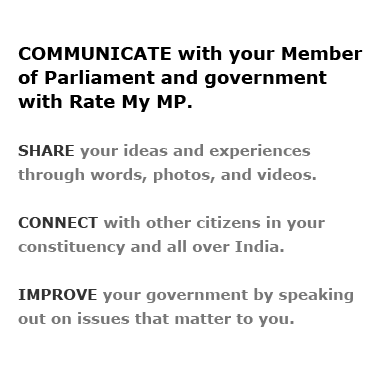 COMMUNICATE with your Member
of Parliament and government
with Rate My MP.
SHARE your ideas and experiences
through words, photos, and videos.
CONNECT with other citizens in your
constituency and all over India.
IMPROVE your government by speaking
out on issues that matter to you.